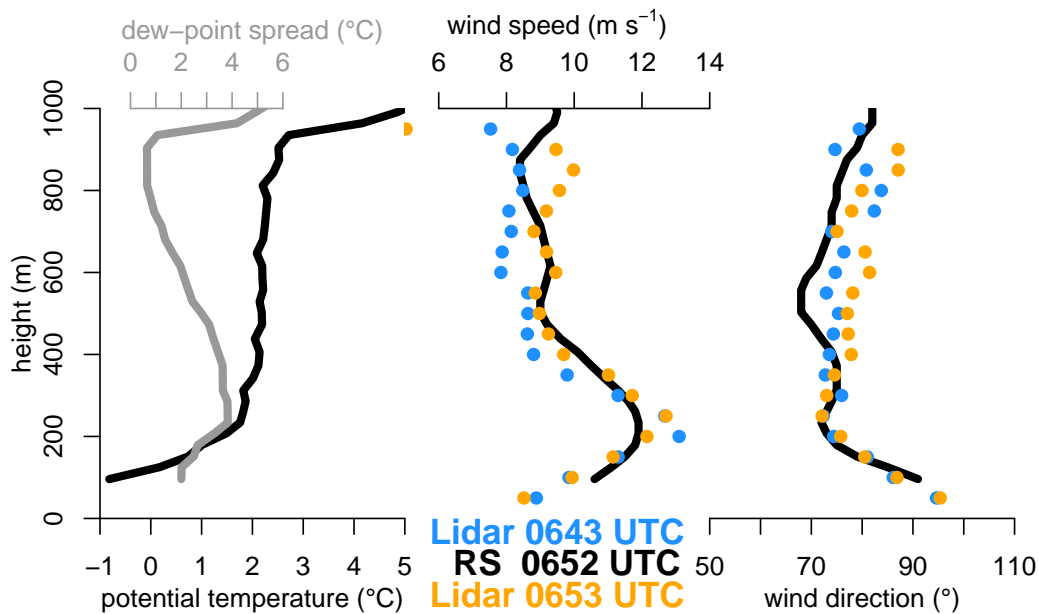 dew−point spread (°C)
0 2 4 6
wind speed (m s−1)
6 8 10 12 14
height (m)
0 200 400 600 800 1000
−1 0 1 2 3 4 5
potential temperature (°C)
Lidar 0643 UTC
RS 0652 UTC
Lidar 0653 UTC
50 70 90 110
wind direction (°)